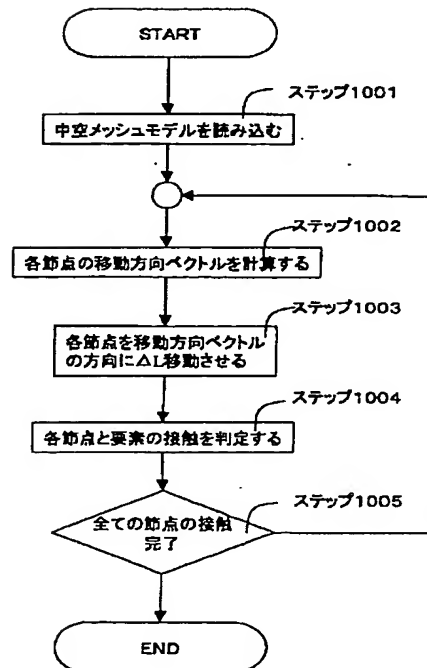 START
ステップ1001
中空メッシュモデルを読み込む
ステップ1002
各節点の移動方向ベクトルを計算する
ステップ1003
各節点を移動方向ベクトル
の方向にΔL移動させる
ステップ1004
各節点と要素の接触を判定する
ステップ1005
全ての節点の接触
完了
END